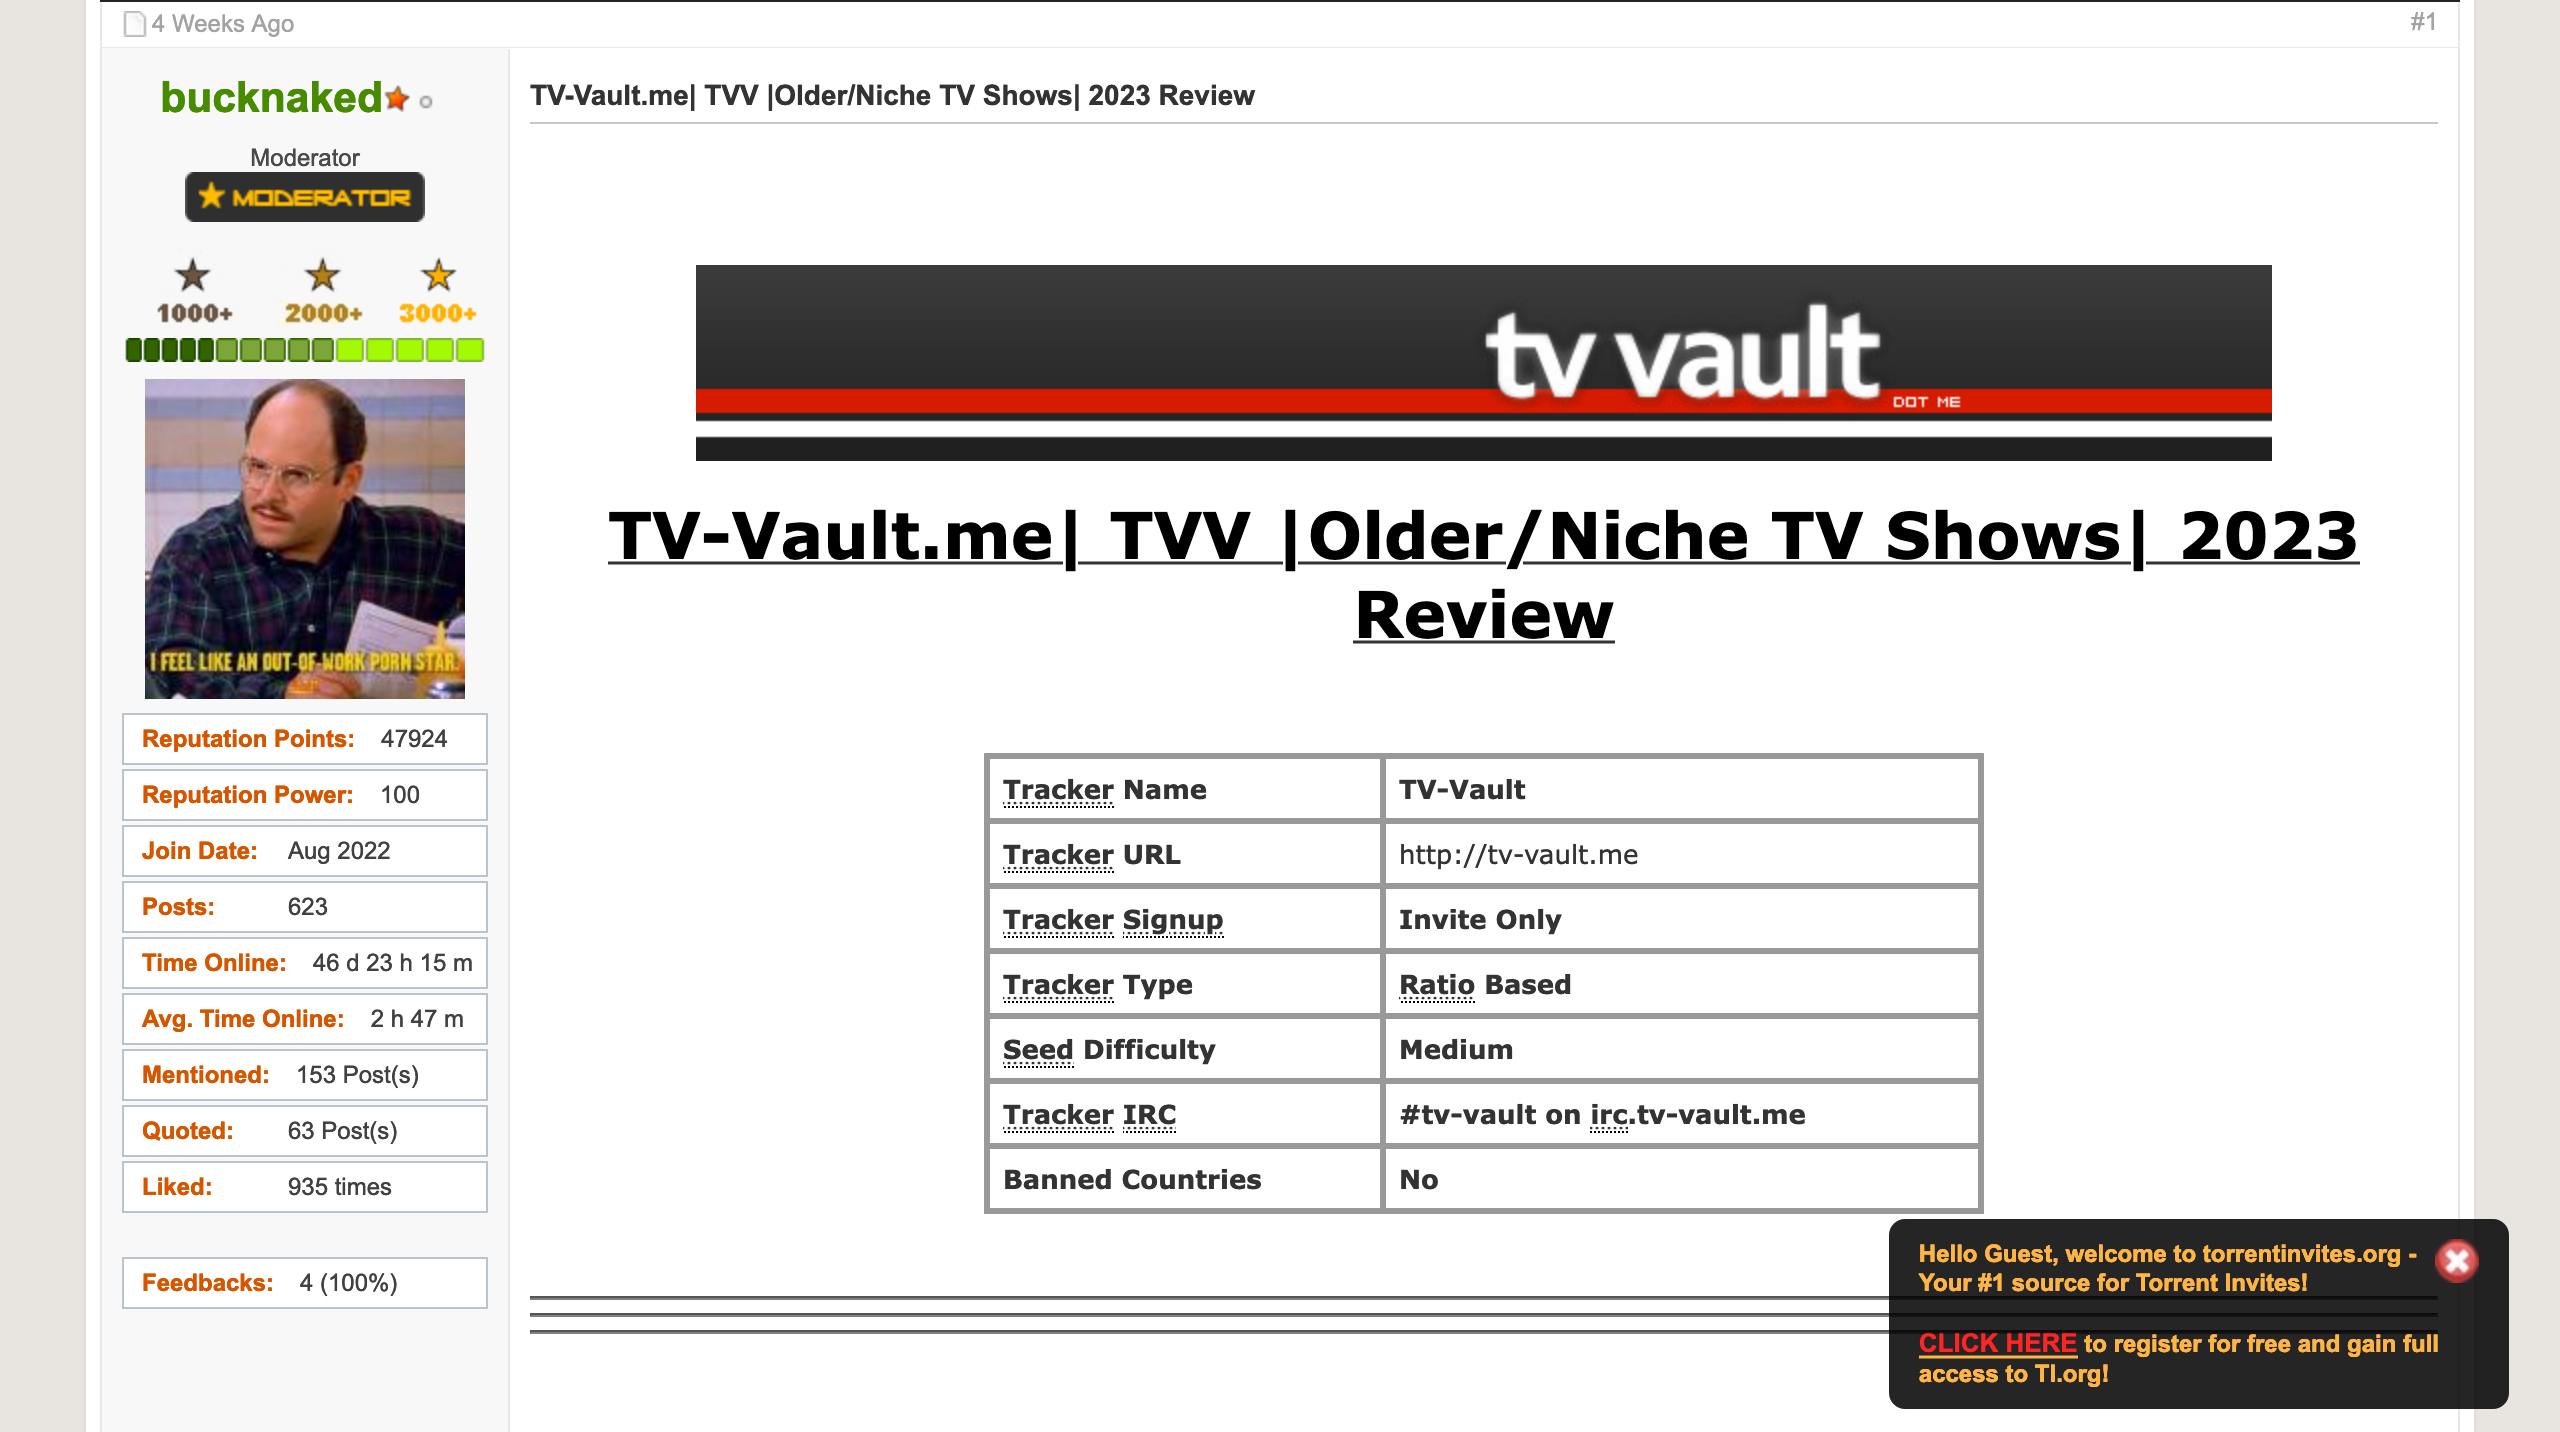 4 Weeks Ago
#1
bucknaked
Moderator
MODERATOR
1000+ 2000+ 3000+
I FEEL LIKE AN OUT-OF-WORK PORN STAR.
Reputation Points: 47924
Reputation Power: 100
Join Date: Aug 2022
Posts: 623
Time Online: 46 d 23 h 15 m
Avg. Time Online: 2 h 47 m
Mentioned: 153 Post(s)
Quoted: 63 Post(s)
Liked: 935 times
Feedbacks: 4 (100%)
TV-Vault.me| TVV |Older/Niche TV Shows| 2023 Review
tv vault
DOT ME
TV-Vault.me| TVV |Older/Niche TV Shows| 2023
Review
Tracker Name TV-Vault
Tracker URL http://tv-vault.me
Tracker Signup Invite Only
Tracker Type Ratio Based
Seed Difficulty Medium
Tracker IRC #tv-vault on irc.tv-vault.me
Banned Countries No
Hello Guest, welcome to torrentinvites.org -
Your #1 source for Torrent Invites!
CLICK HERE to register for free and gain full
access to TI.org!